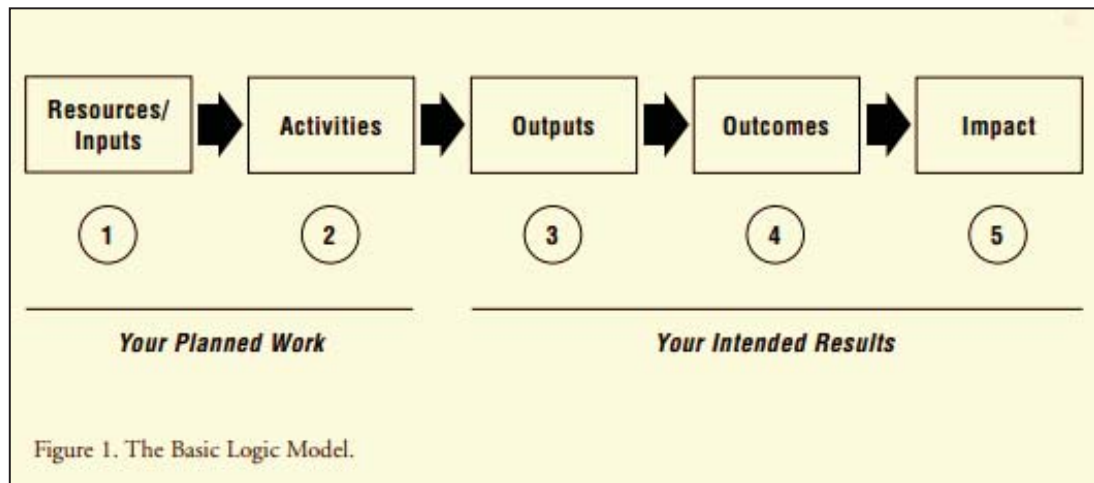 Resources/
Inputs
Activities
Outputs
Outcomes
Impact
1
2
3
4
5
Your Planned Work
Your Intended Results
Figure 1. The Basic Logic Model.